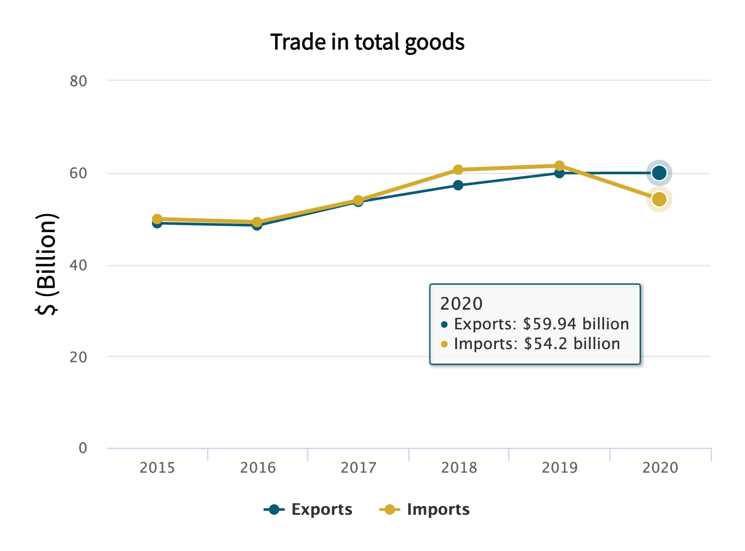 Trade in total goods
80
60
40
20
0
$ (Billion)
2020
Exports: $59.94 billion
Imports: $54.2 billion
2015 2016 2017 2018 2019 2020
Exports Imports